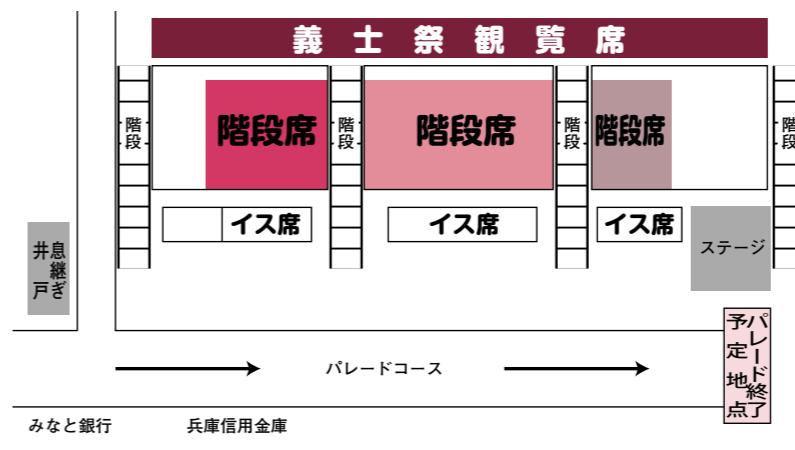 義士祭観覧席
階段
階段席
階段
階段席
階段
階段席
階段
イス席
イス席
イス席
ステージ
息継ぎ
井戸
パレード終了
予定地点
パレードコース
みなと銀行
兵庫信用金庫